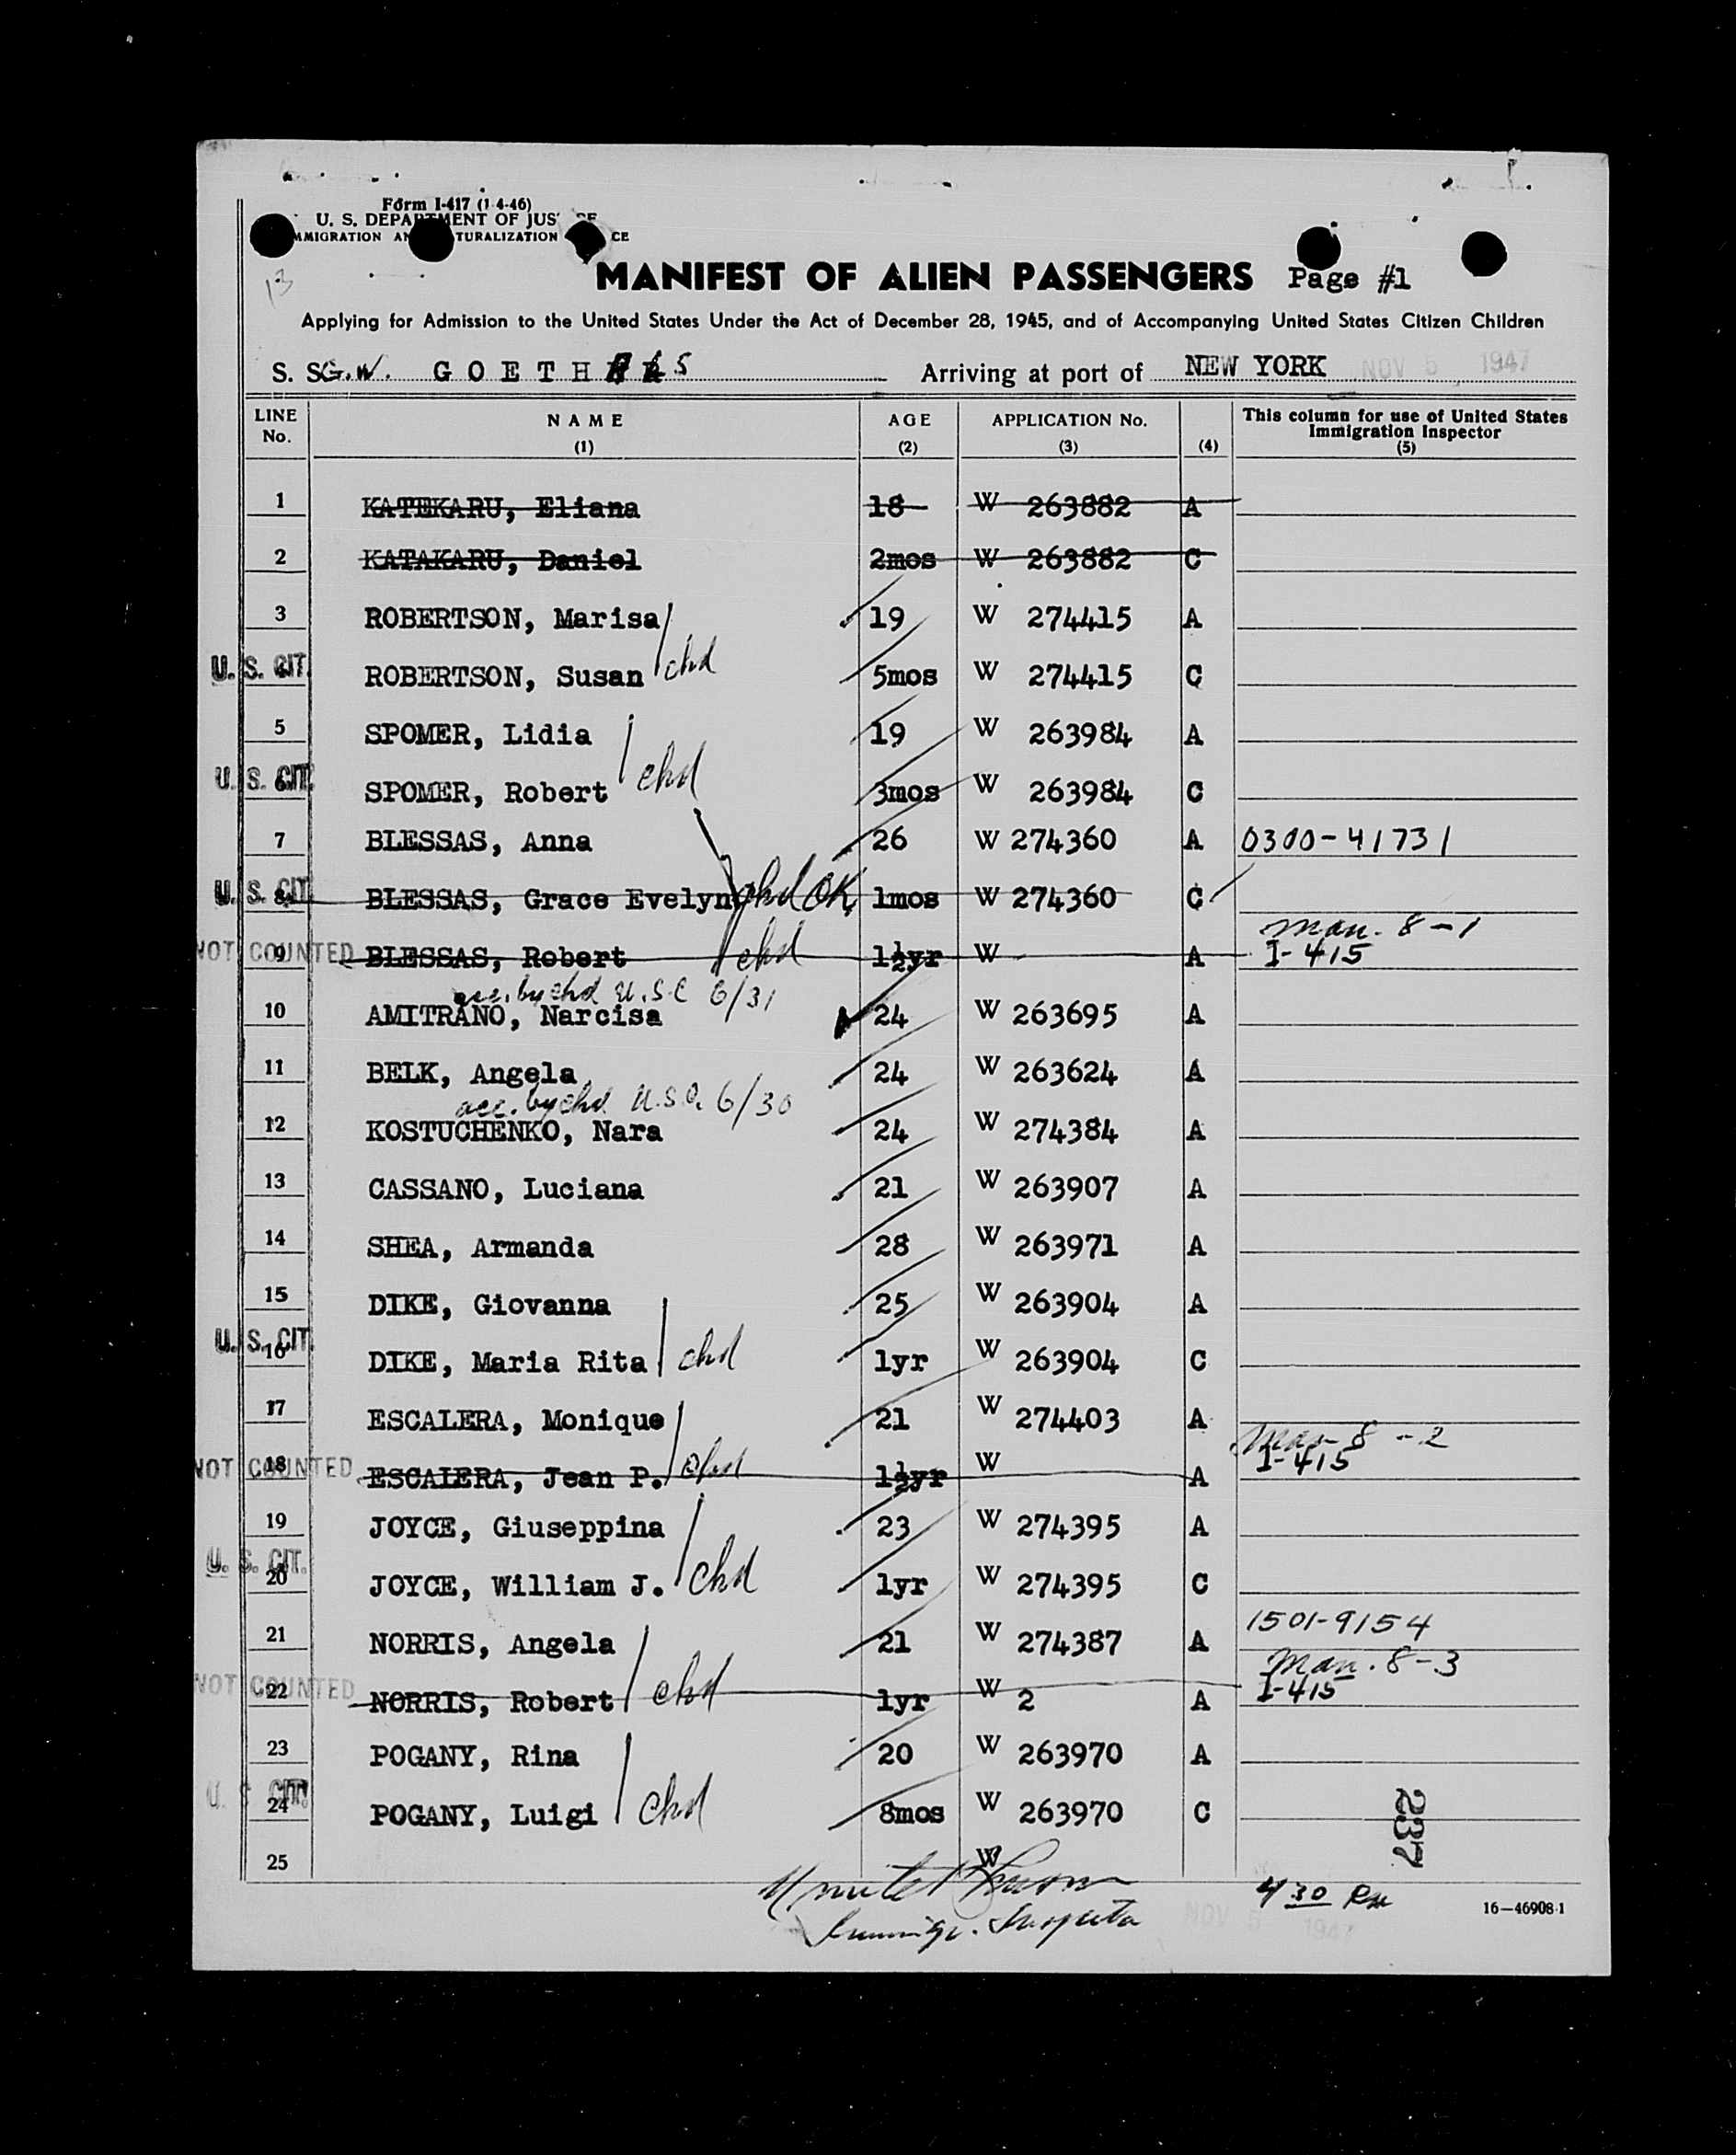 Form I-417 (1-4-46)
U. S. DEPARTMENT OF JUS CE
MMIGRATION AN TURALIZATION CE
13
MANIFEST OF ALIEN PASSENGERS Page #1
Applying for Admission to the United States Under the Act of December 28, 1945, and of Accompanying United States Citizen Children
S. S. G.W. GOETHALS Arriving at port of NEW YORK NOV 5 1947
LINE No. NAME (1) AGE (2) APPLICATION No. (3) (4) This column for use of United States Immigration Inspector (5)
1 KATEKARU, Eliana 18 W 263882 A
2 KATAKARU, Daniel 2mos W 263882 C
3 ROBERTSON, Marisa 19 W 274415 A
U. S. CIT. ROBERTSON, Susan chd 5mos W 274415 C
5 SPOMER, Lidia 19 W 263984 A
U. S. CIT. 6 SPOMER, Robert chd 3mos W 263984 C
7 BLESSAS, Anna 26 W 274360 A 0300-41731
U. S. CIT. 8 BLESSAS, Grace Evelyn chd OK 1mos W 274360 C
NOT COUNTED 9 BLESSAS, Robert chd 1½yr W A man. 8-1 I-415
acc. by chd U.S.C 6/31
10 AMITRANO, Narcisa 24 W 263695 A
11 BELK, Angela 24 W 263624 A
acc. by chd. U.S.C. 6/30
12 KOSTUCHENKO, Nara 24 W 274384 A
13 CASSANO, Luciana 21 W 263907 A
14 SHEA, Armanda 28 W 263971 A
15 DIKE, Giovanna 25 W 263904 A
U. S. CIT. 16 DIKE, Maria Rita chd 1yr W 263904 C
17 ESCALERA, Monique 21 W 274403 A
NOT COUNTED 18 ESCALERA, Jean P. chd 1½yr W A Man 8-2 I-415
19 JOYCE, Giuseppina 23 W 274395 A
U. S. CIT. 20 JOYCE, William J. chd 1yr W 274395 C
21 NORRIS, Angela 21 W 274387 A 1501-9154
NOT COUNTED 22 NORRIS, Robert chd 1yr W 2 A Man. 8-3 I-415
23 POGANY, Rina 20 W 263970 A
U. S. CIT. 24 POGANY, Luigi chd 8mos W 263970 C
237
25 W
Immigr. Inspector
4 30 Pm
NOV 5 1947
16—46908-1